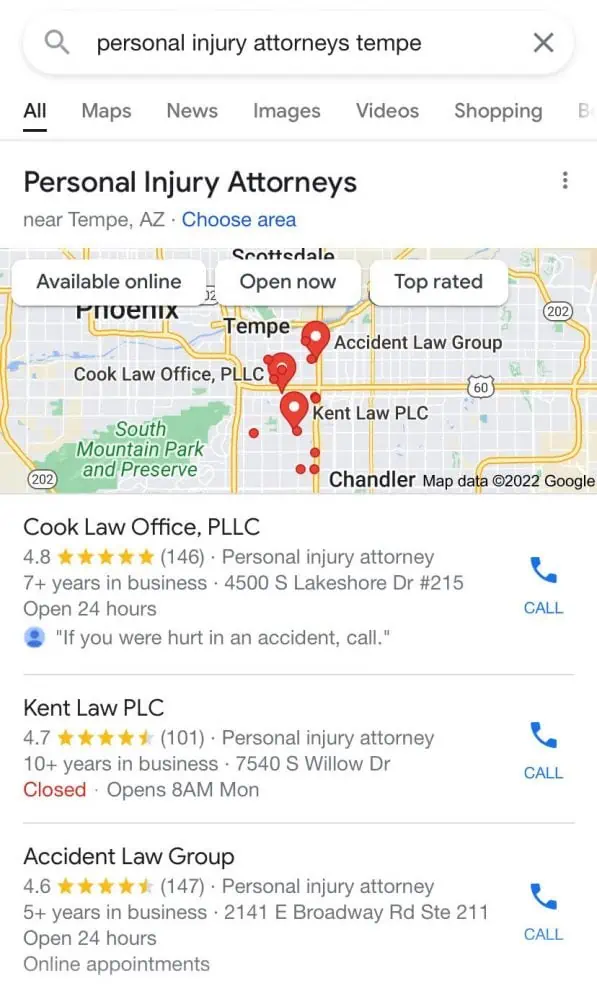 personal injury attorneys tempe
All Maps News Images Videos Shopping
Personal Injury Attorneys
near Tempe, AZ · Choose area
Scottsdale
Available online
Open now
Top rated
Phoenix
202
Tempe
Accident Law Group
Cook Law Office, PLLC
60
Kent Law PLC
South
Mountain Park
and Preserve
202
Chandler
Map data ©2022 Google
Cook Law Office, PLLC
4.8 (146) · Personal injury attorney
7+ years in business · 4500 S Lakeshore Dr #215
CALL
Open 24 hours
"If you were hurt in an accident, call."
Kent Law PLC
4.7 (101) · Personal injury attorney
10+ years in business · 7540 S Willow Dr
CALL
Closed · Opens 8AM Mon
Accident Law Group
4.6 (147) · Personal injury attorney
5+ years in business · 2141 E Broadway Rd Ste 211
CALL
Open 24 hours
Online appointments